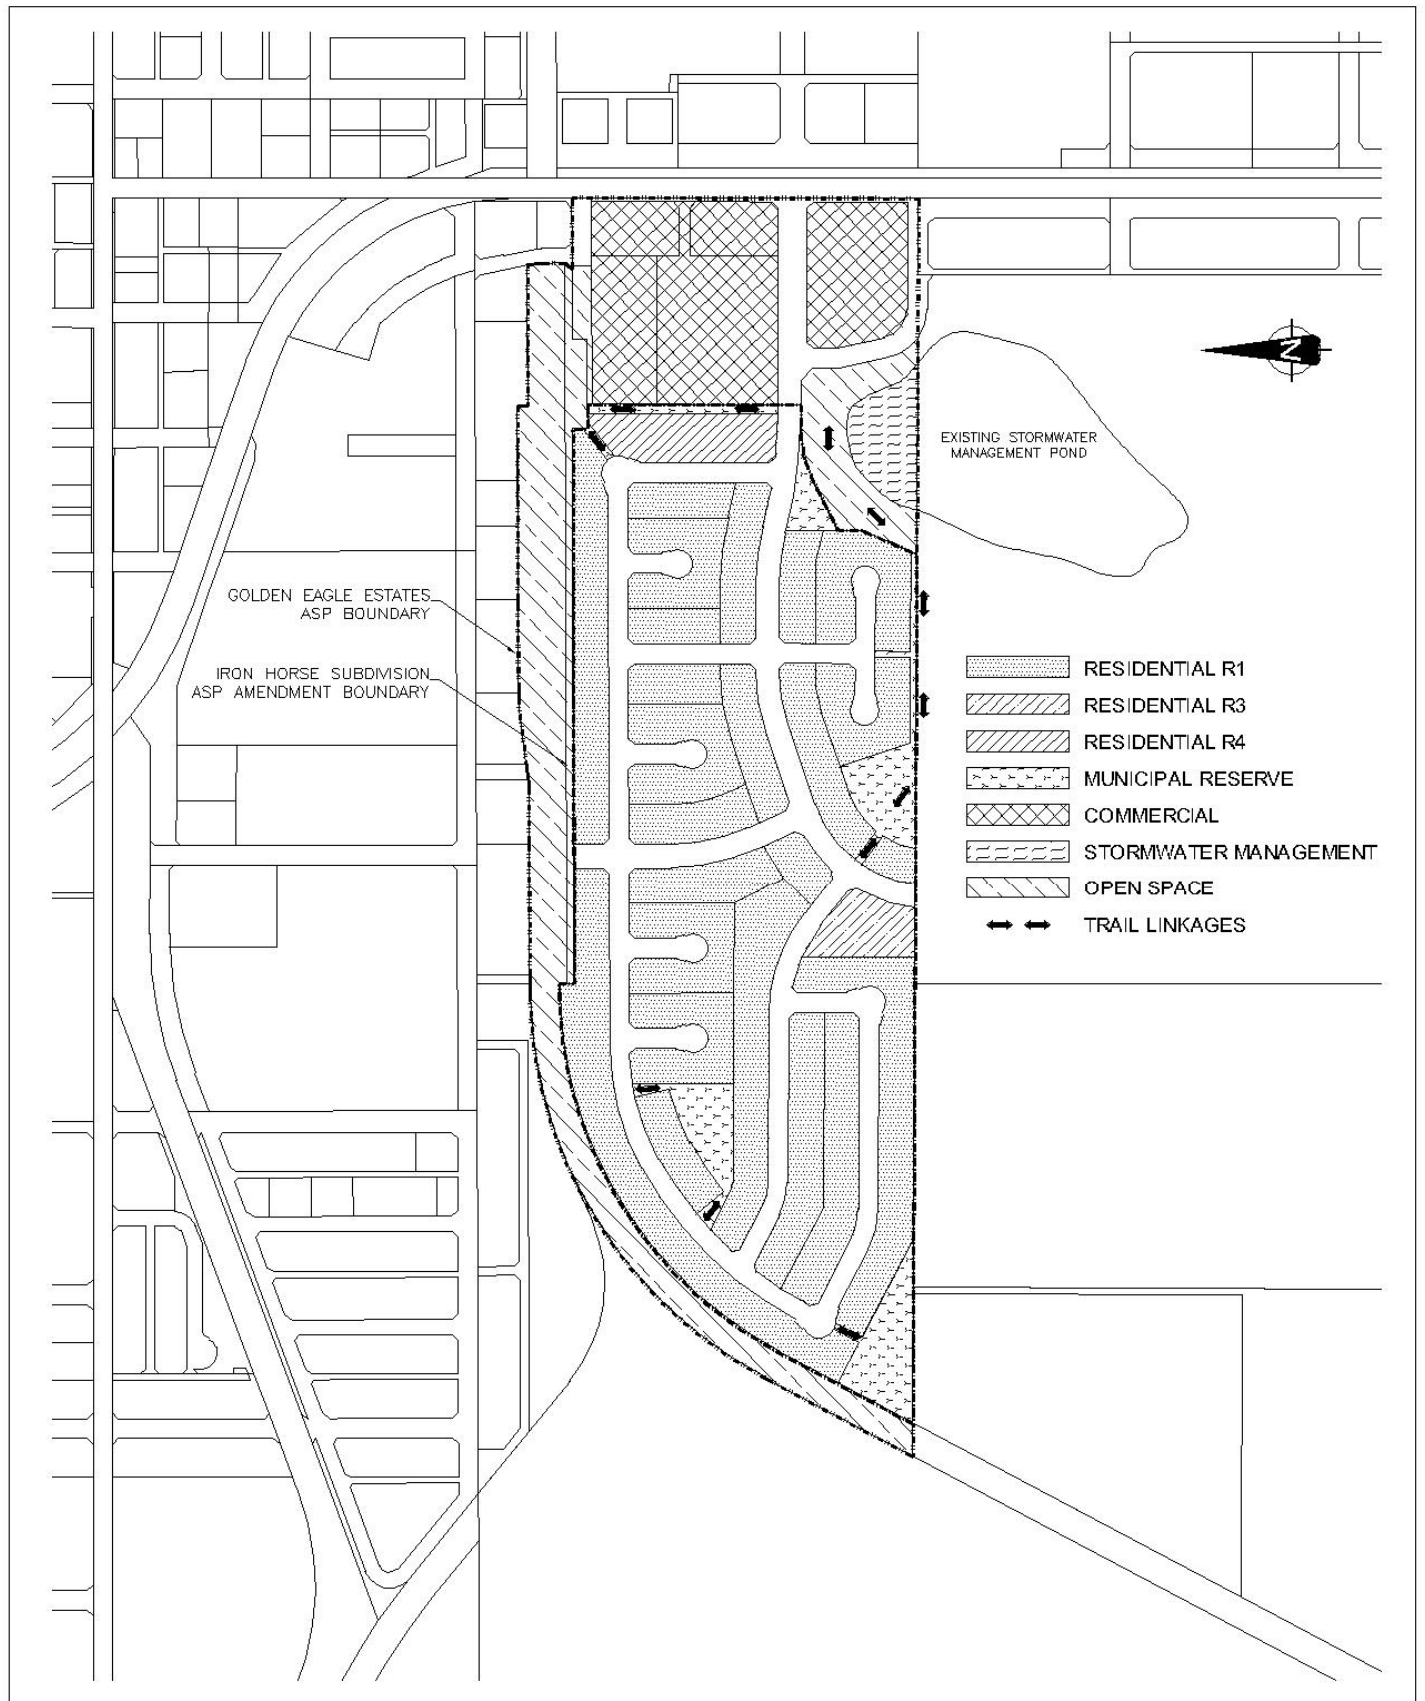 N
EXISTING STORMWATER
MANAGEMENT POND
GOLDEN EAGLE ESTATES
ASP BOUNDARY
IRON HORSE SUBDIVISION
ASP AMENDMENT BOUNDARY
RESIDENTIAL R1
RESIDENTIAL R3
RESIDENTIAL R4
MUNICIPAL RESERVE
COMMERCIAL
STORMWATER MANAGEMENT
OPEN SPACE
TRAIL LINKAGES